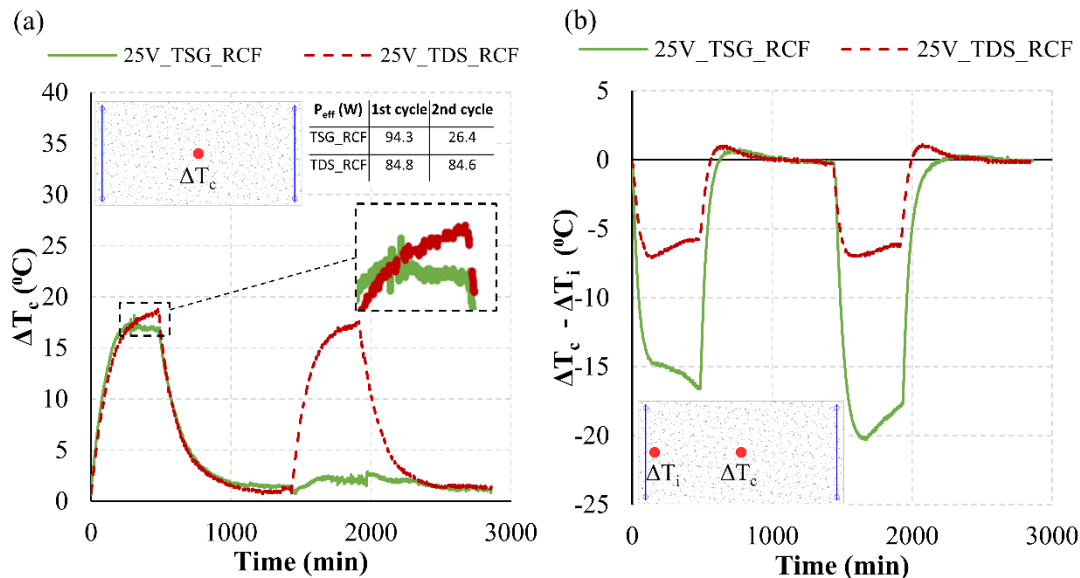 (a)
25V_TSG_RCF 25V_TDS_RCF
ΔTc (⁰C)
40
35
30
25
20
15
10
5
0
0 1000 2000 3000
Time (min)
ΔTc
Peff (W) 1st cycle 2nd cycle
TSG_RCF 94.3 26.4
TDS_RCF 84.8 84.6
(b)
25V_TSG_RCF 25V_TDS_RCF
ΔTc - ΔTi (⁰C)
5
0
-5
-10
-15
-20
-25
0 1000 2000 3000
Time (min)
ΔTi ΔTc